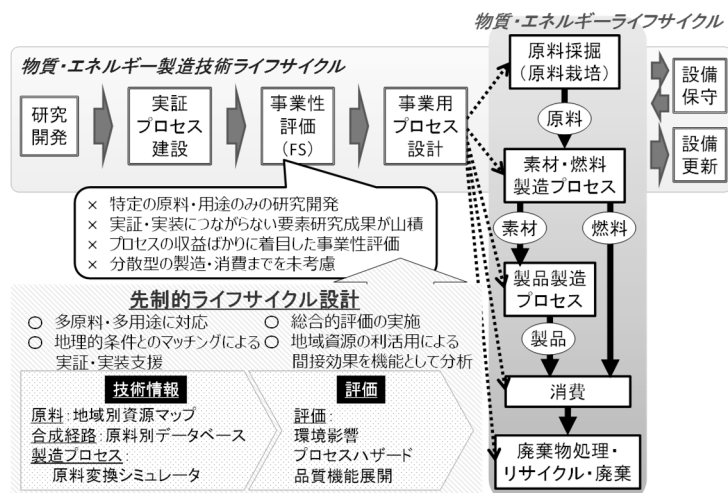 物質・エネルギーライフサイクル
物質・エネルギー製造技術ライフサイクル
研究
開発
実証
プロセス
建設
事業性
評価
(FS)
事業用
プロセス
設計
原料採掘
(原料栽培)
原料
素材・燃料
製造プロセス
素材
燃料
製品製造
プロセス
製品
消費
廃棄物処理・
リサイクル・廃棄
設備
保守
設備
更新
× 特定の原料・用途のみの研究開発
× 実証・実装につながらない要素研究成果が山積
× プロセスの収益ばかりに着目した事業性評価
× 分散型の製造・消費までを未考慮
先制的ライフサイクル設計
○ 多原料・多用途に対応
○ 地理的条件とのマッチングによる
実証・実装支援
○ 総合的評価の実施
○ 地域資源の利活用による
間接効果を機能として分析
技術情報
原料:地域別資源マップ
合成経路:原料別データベース
製造プロセス:
原料変換シミュレータ
評価
評価:
環境影響
プロセスハザード
品質機能展開